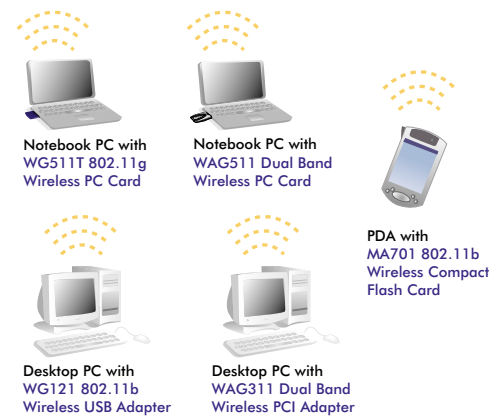 Notebook PC with
WG511T 802.11g
Wireless PC Card
Notebook PC with
WAG511 Dual Band
Wireless PC Card
PDA with
MA701 802.11b
Wireless Compact
Flash Card
Desktop PC with
WG121 802.11b
Wireless USB Adapter
Desktop PC with
WAG311 Dual Band
Wireless PCI Adapter